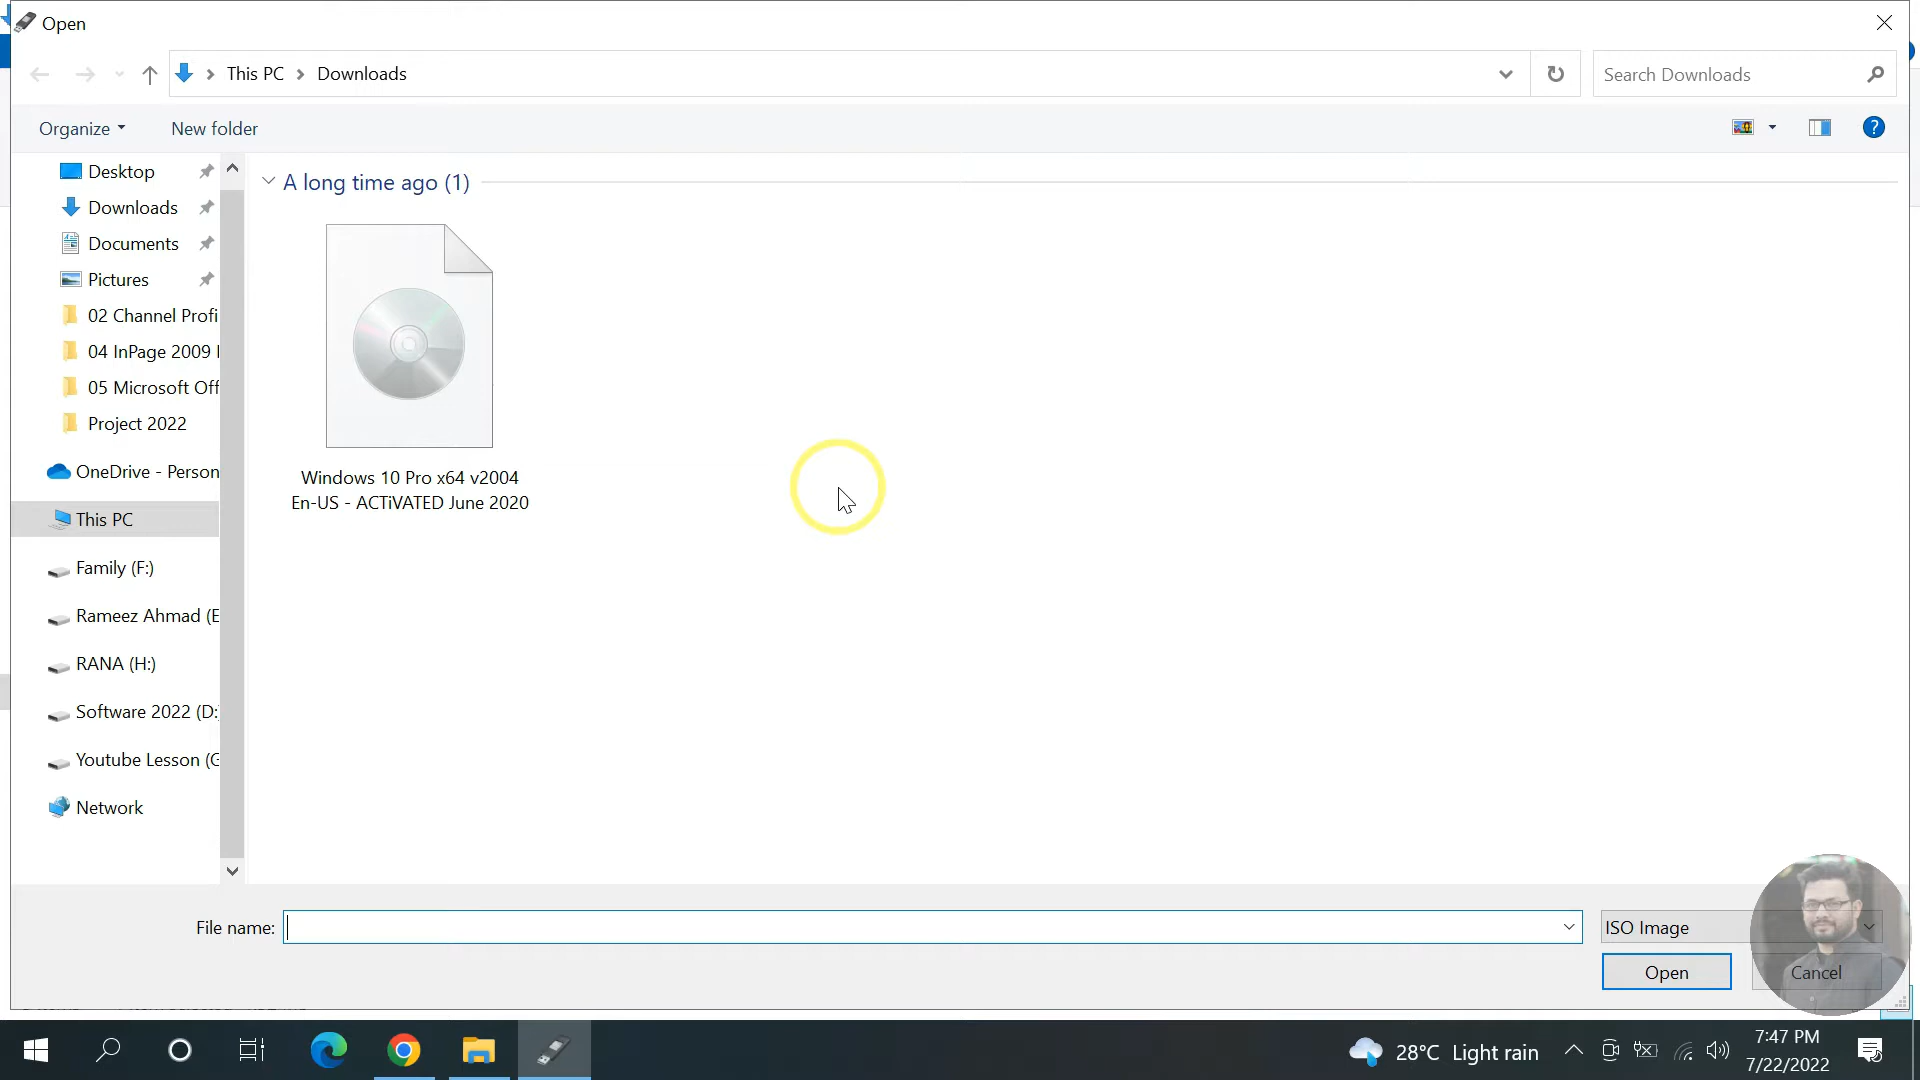 Open
This PC
Downloads
Search Downloads
Organize
New folder
?
Desktop
Downloads
Documents
Pictures
02 Channel Profi
04 InPage 2009
05 Microsoft Off
Project 2022
OneDrive - Person
This PC
Family (F:)
Rameez Ahmad (E
RANA (H:)
Software 2022 (D:
Youtube Lesson (G
Network
A long time ago (1)
Windows 10 Pro x64 v2004
En-US - ACTiVATED June 2020
File name:
ISO Image
Open
Cancel
28°C Light rain
7:47 PM
7/22/2022